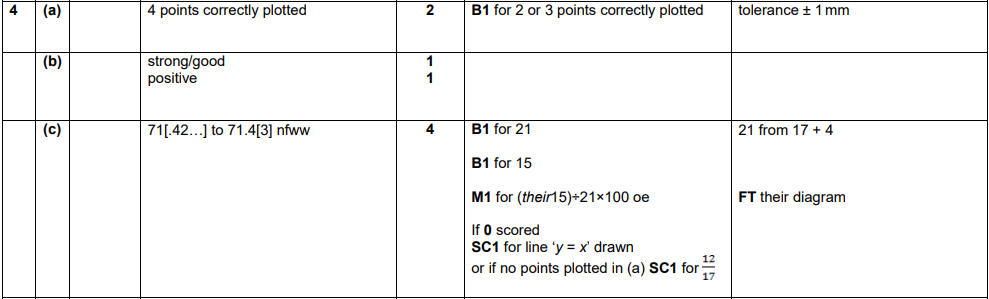 4 (a) 4 points correctly plotted 2 B1 for 2 or 3 points correctly plotted tolerance ± 1 mm
(b) strong/good 1
positive 1
(c) 71[.42…] to 71.4[3] nfww 4 B1 for 21 21 from 17 + 4
B1 for 15
M1 for (their15)÷21×100 oe FT their diagram
If 0 scored
SC1 for line ‘y = x’ drawn
or if no points plotted in (a) SC1 for 12/17